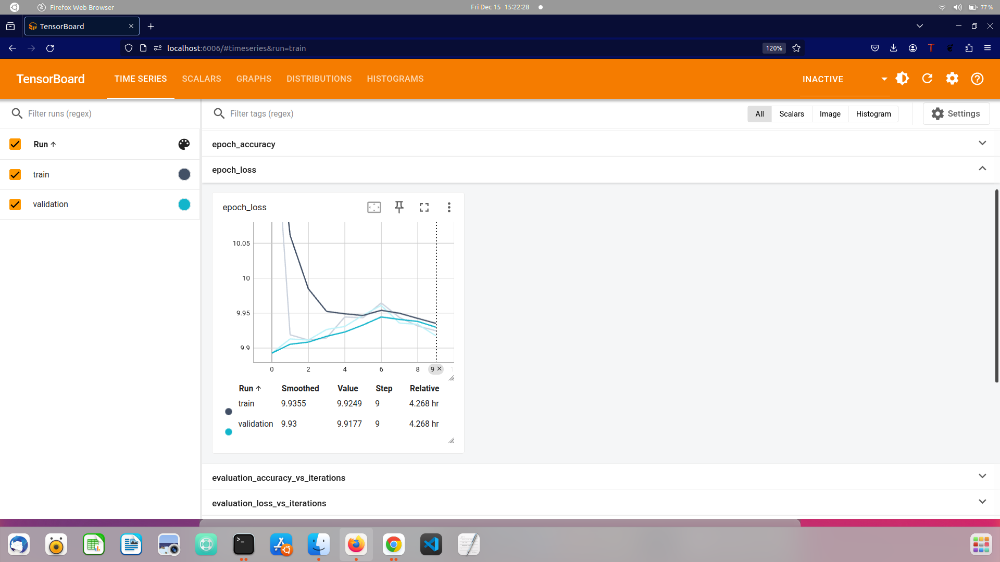 Firefox Web Browser
Fri Dec 15 15:22:28
77 %
TensorBoard
localhost:6006/#timeseries&run=train
120%
TensorBoard
TIME SERIES
SCALARS
GRAPHS
DISTRIBUTIONS
HISTOGRAMS
INACTIVE
Filter runs (regex)
Filter tags (regex)
All
Scalars
Image
Histogram
Settings
Run
train
validation
epoch_accuracy
epoch_loss
epoch_loss
10.05
10
9.95
9.9
0 2 4 6 8 9
Run Smoothed Value Step Relative
train 9.9355 9.9249 9 4.268 hr
validation 9.93 9.9177 9 4.268 hr
evaluation_accuracy_vs_iterations
evaluation_loss_vs_iterations